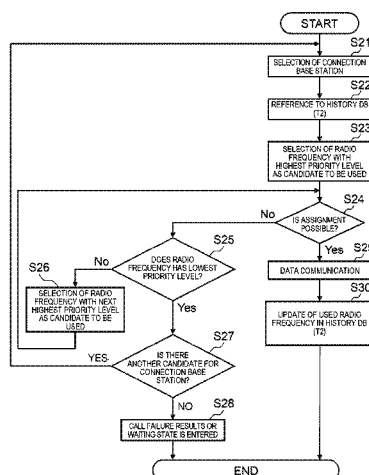 START
S21
SELECTION OF CONNECTION
BASE STATION
S22
REFERENCE TO HISTORY DB
(T2)
S23
SELECTION OF RADIO
FREQUENCY WITH
HIGHEST PRIORITY LEVEL
AS CANDIDATE TO BE USED
S24
IS ASSIGNMENT
POSSIBLE?
No
Yes
S25
DOES RADIO
FREQUENCY HAS LOWEST
PRIORITY LEVEL?
No
Yes
S26
SELECTION OF RADIO
FREQUENCY WITH NEXT
HIGHEST PRIORITY LEVEL
AS CANDIDATE TO BE
USED
S29
DATA COMMUNICATION
S30
UPDATE OF USED RADIO
FREQUENCY IN HISTORY DB
(T2)
S27
IS THERE
ANOTHER CANDIDATE FOR
CONNECTION BASE
STATION?
YES
NO
S28
CALL FAILURE RESULTS OR
WAITING STATE IS ENTERED
END